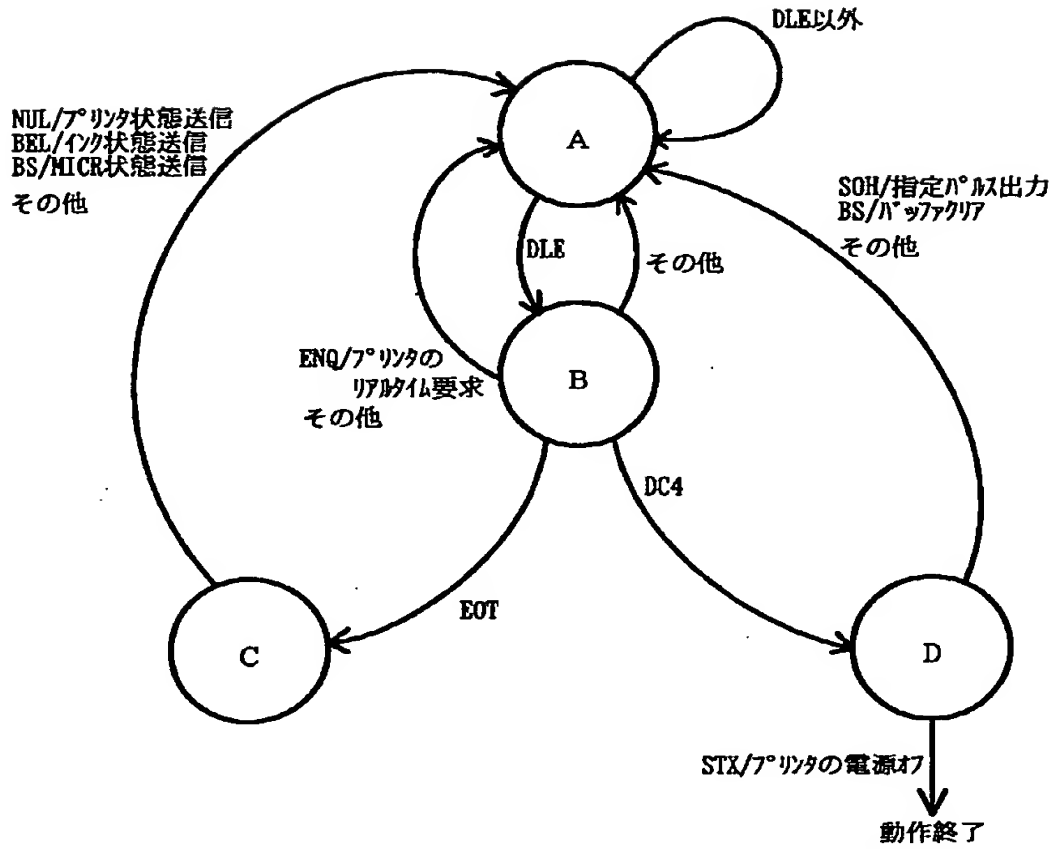 DLE以外
NUL/プリンタ状態送信
BEL/インク状態送信
BS/MICR状態送信
その他
A
SOH/指定パルス出力
BS/バッファクリア
その他
DLE
その他
ENQ/プリンタの
リアルタイム要求
その他
B
DC4
EOT
C
D
STX/プリンタの電源オフ
動作終了